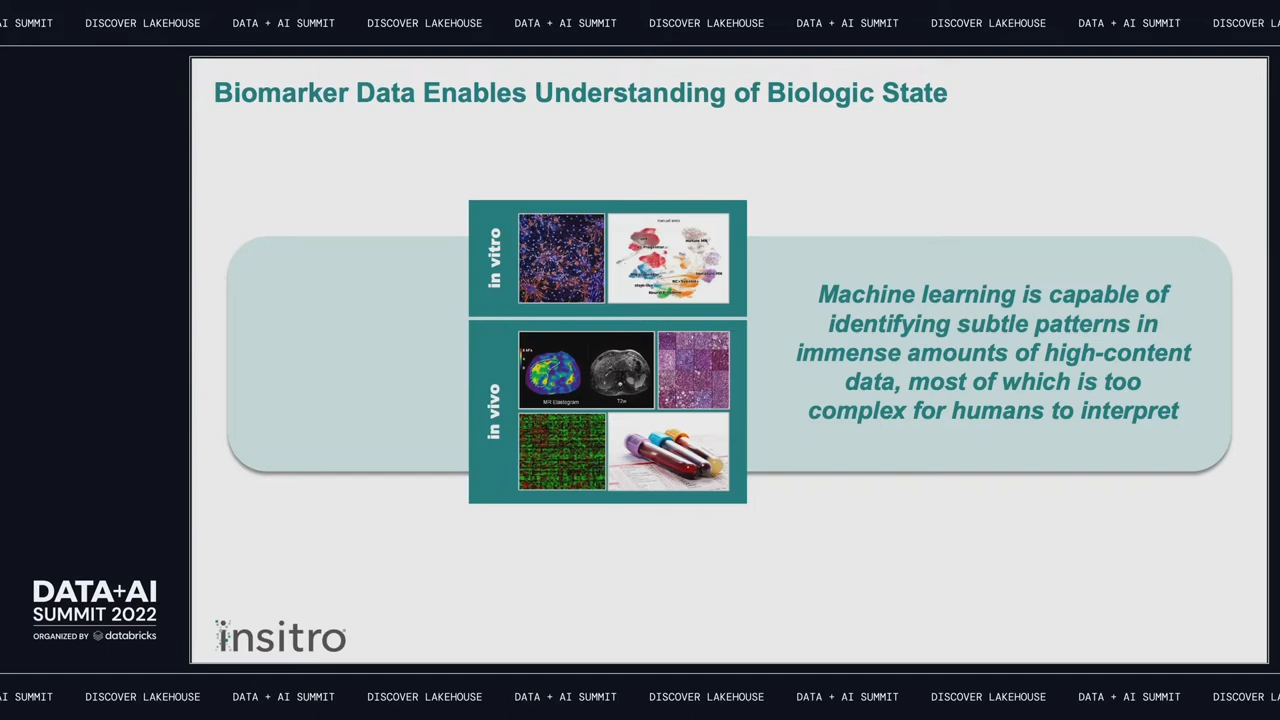 AI SUMMIT DISCOVER LAKEHOUSE DATA + AI SUMMIT DISCOVER LAKEHOUSE DATA + AI SUMMIT DISCOVER LAKEHOUSE DATA + AI SUMMIT DISCOVER LAKEHOUSE DATA + AI SUMMIT DISCOVER L
Biomarker Data Enables Understanding of Biologic State
in vitro
in vivo
MR Elastogram
T2w
Machine learning is capable of
identifying subtle patterns in
immense amounts of high-content
data, most of which is too
complex for humans to interpret
DATA+AI
SUMMIT 2022
ORGANIZED BY databricks
insitro
AI SUMMIT DISCOVER LAKEHOUSE DATA + AI SUMMIT DISCOVER LAKEHOUSE DATA + AI SUMMIT DISCOVER LAKEHOUSE DATA + AI SUMMIT DISCOVER LAKEHOUSE DATA + AI SUMMIT DISCOVER L